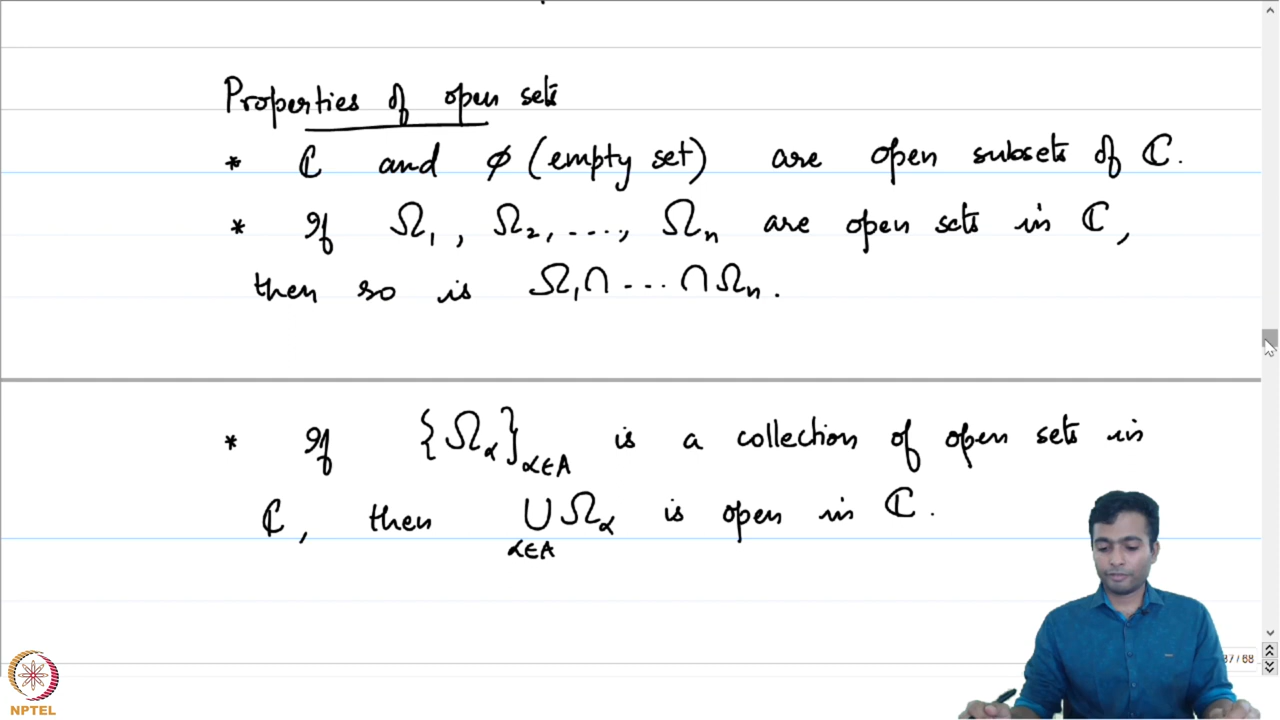 Properties of open sets
* ℂ and ϕ (empty set) are open subsets of ℂ.
* If Ω₁, Ω₂, ...., Ωₙ are open sets in ℂ,
then so is Ω₁∩ ... ∩Ωₙ.
* If {Ω_α}_{α∈A} is a collection of open sets in
ℂ, then ∪_{α∈A} Ω_α is open in ℂ.
37/68
NPTEL